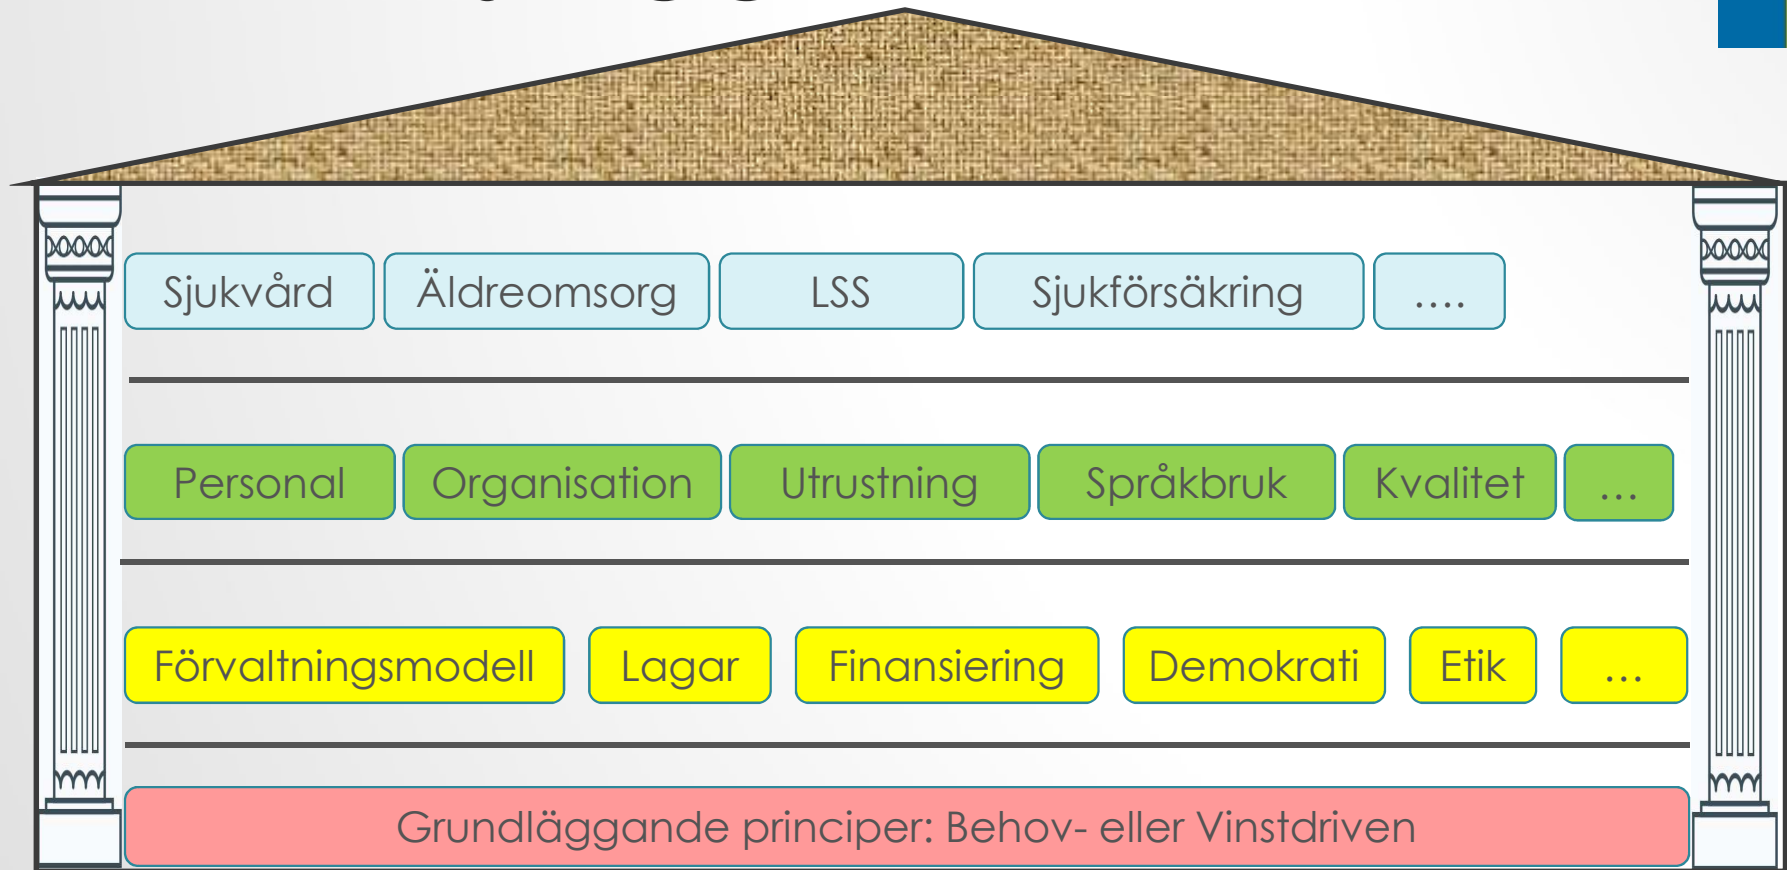 Sjukvård Äldreomsorg LSS Sjukförsäkring ....
Personal Organisation Utrustning Språkbruk Kvalitet ...
Förvaltningsmodell Lagar Finansiering Demokrati Etik ...
Grundläggande principer: Behov- eller Vinstdriven